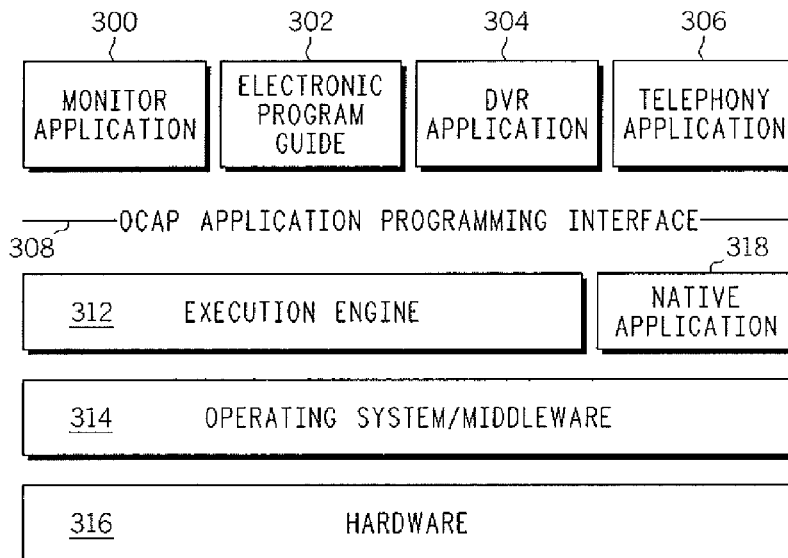 300
302
304
306
MONITOR
APPLICATION
ELECTRONIC
PROGRAM
GUIDE
DVR
APPLICATION
TELEPHONY
APPLICATION
OCAP APPLICATION PROGRAMMING INTERFACE
308
318
312 EXECUTION ENGINE
NATIVE
APPLICATION
314 OPERATING SYSTEM/MIDDLEWARE
316 HARDWARE